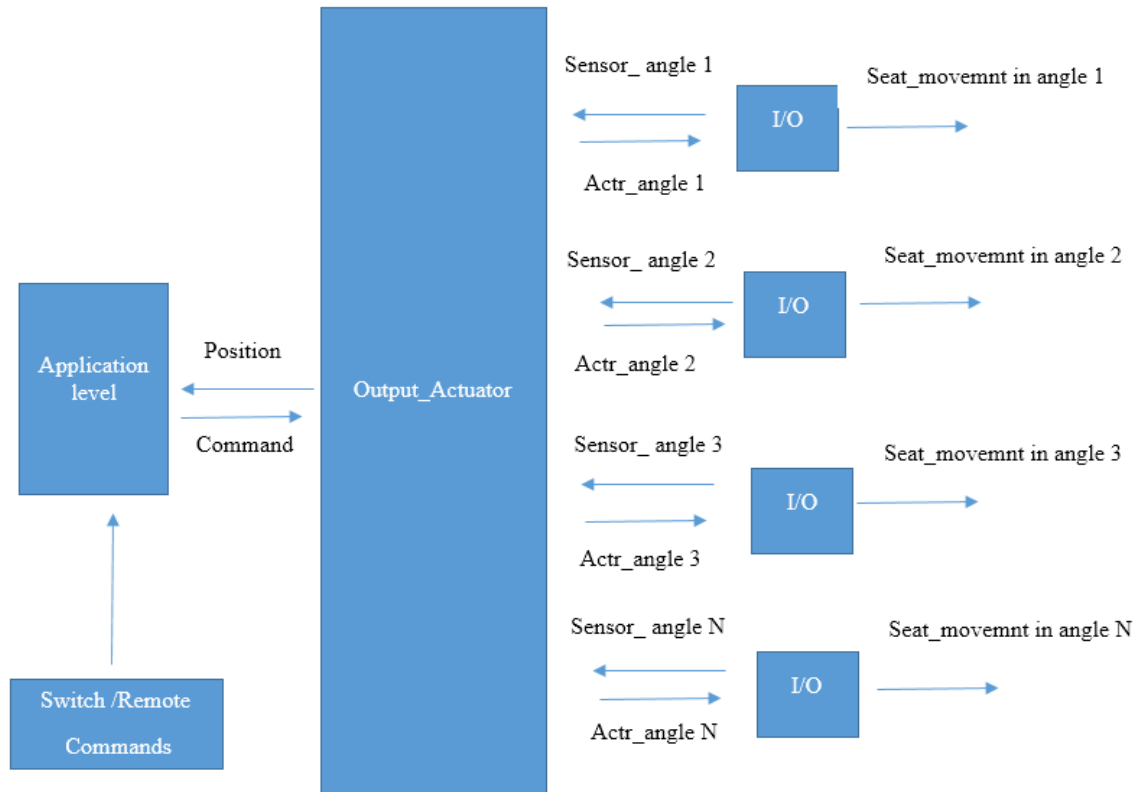 Application
level
Switch /Remote
Commands
Position
Command
Output_Actuator
Sensor_ angle 1
Actr_angle 1
I/O
Seat_movemnt in angle 1
Sensor_ angle 2
Actr_angle 2
I/O
Seat_movemnt in angle 2
Sensor_ angle 3
Actr_angle 3
I/O
Seat_movemnt in angle 3
Sensor_ angle N
Actr_angle N
I/O
Seat_movemnt in angle N